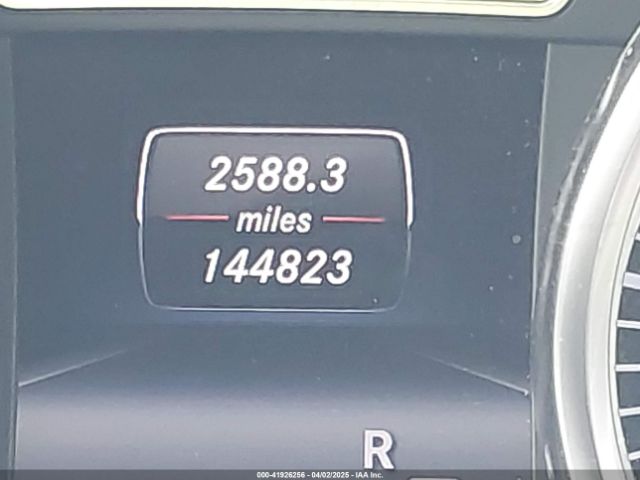 2588.3
miles
144823
R
000-41926256 - 04/02/2025 - IAA Inc.